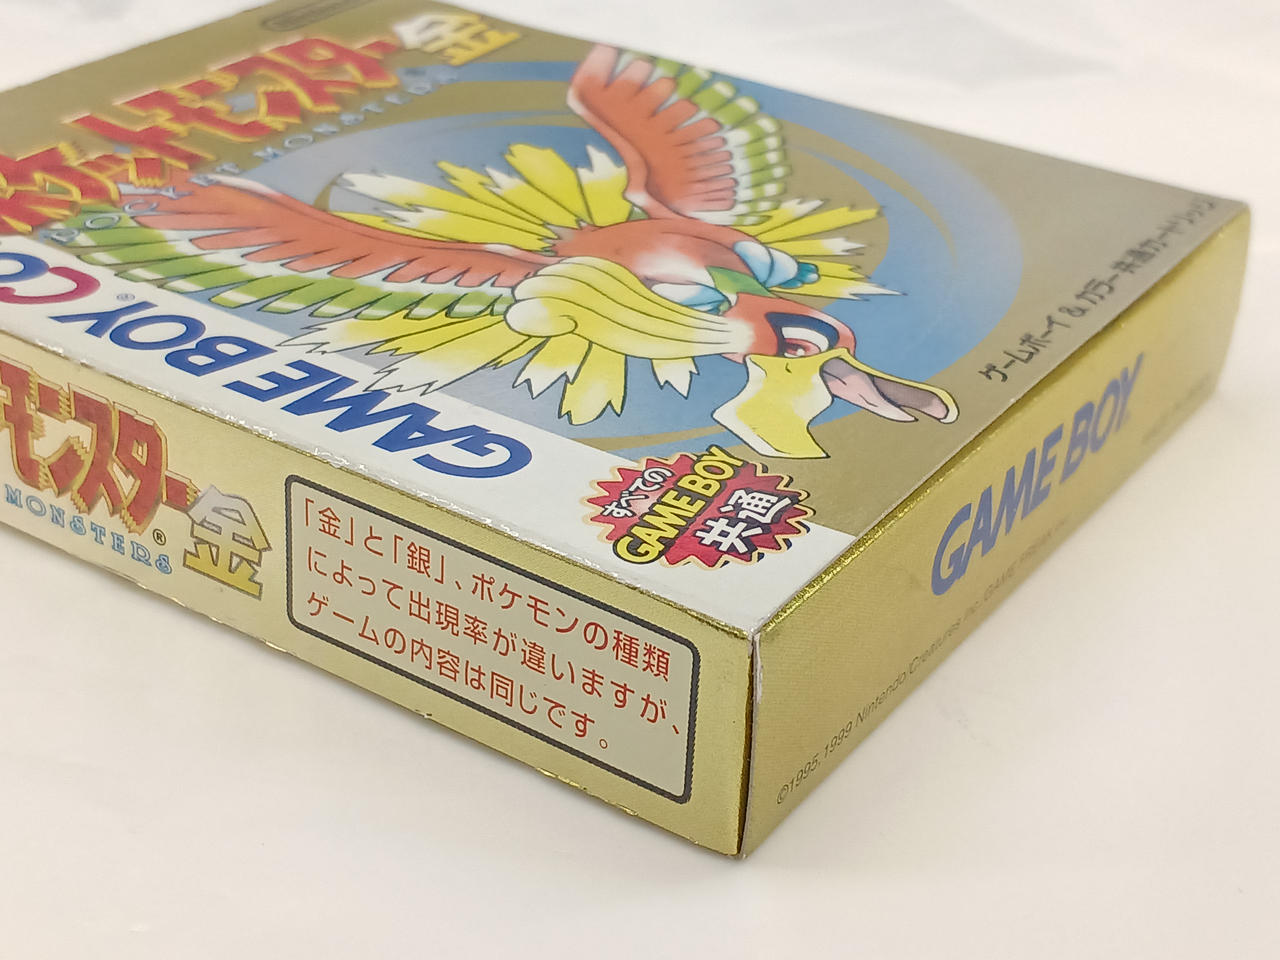 ポケットモンスター金
POCKET MONSTERS
GAME BOY® CO
すべての
GAME BOY
共通
ゲームボーイ&カラー共通カートリッジ
モンスター金
MONSTERS®
「金」と「銀」、ポケモンの種類
によって出現率が違いますが、
ゲームの内容は同じです。
GAME BOY
©1995, 1999 Nintendo/Creatures inc./GAME FREAK inc.